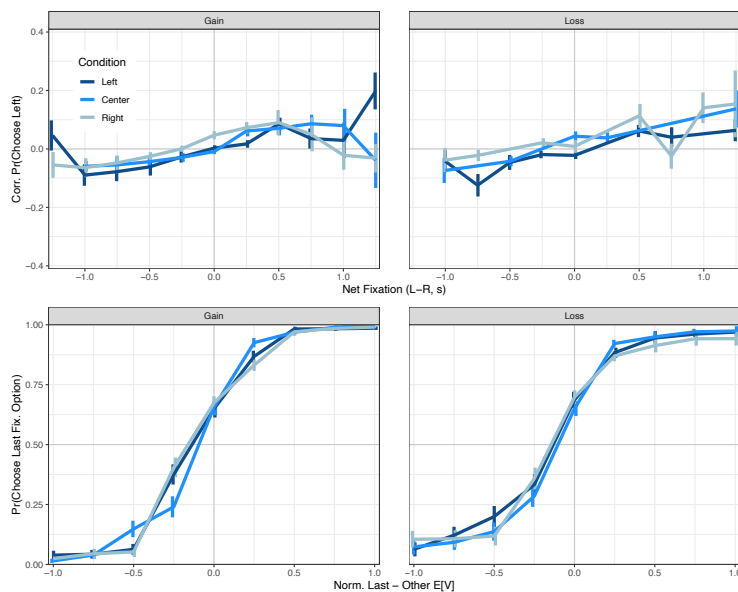 Gain
Loss
Corr. Pr(Choose Left)
0.4
0.2
0.0
−0.2
−0.4
Condition
Left
Center
Right
−1.0
−0.5
0.0
0.5
1.0
−1.0
−0.5
0.0
0.5
1.0
Net Fixation (L−R, s)
Gain
Loss
Pr(Choose Last Fix. Option)
1.00
0.75
0.50
0.25
0.00
−1.0
−0.5
0.0
0.5
1.0
−1.0
−0.5
0.0
0.5
1.0
Norm. Last − Other E[V]